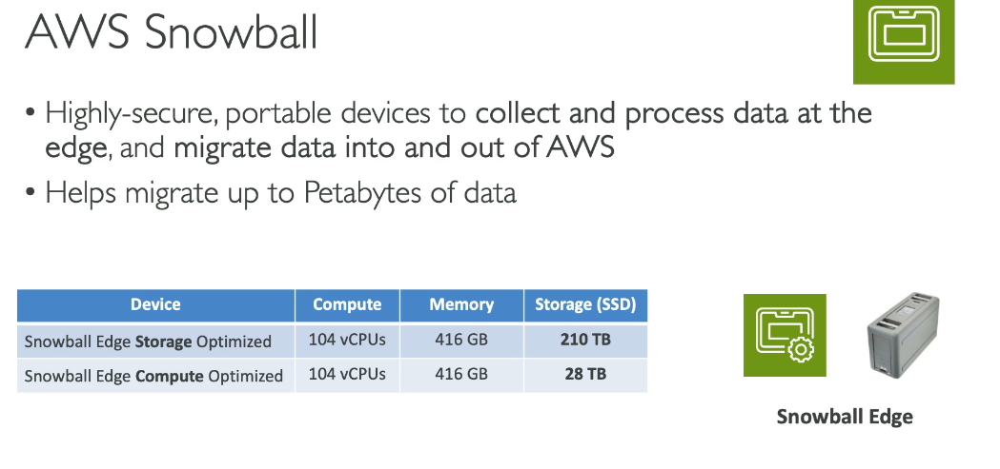 AWS Snowball
• Highly-secure, portable devices to collect and process data at the
edge, and migrate data into and out of AWS
• Helps migrate up to Petabytes of data
Device Compute Memory Storage (SSD)
Snowball Edge Storage Optimized 104 vCPUs 416 GB 210 TB
Snowball Edge Compute Optimized 104 vCPUs 416 GB 28 TB
Snowball Edge